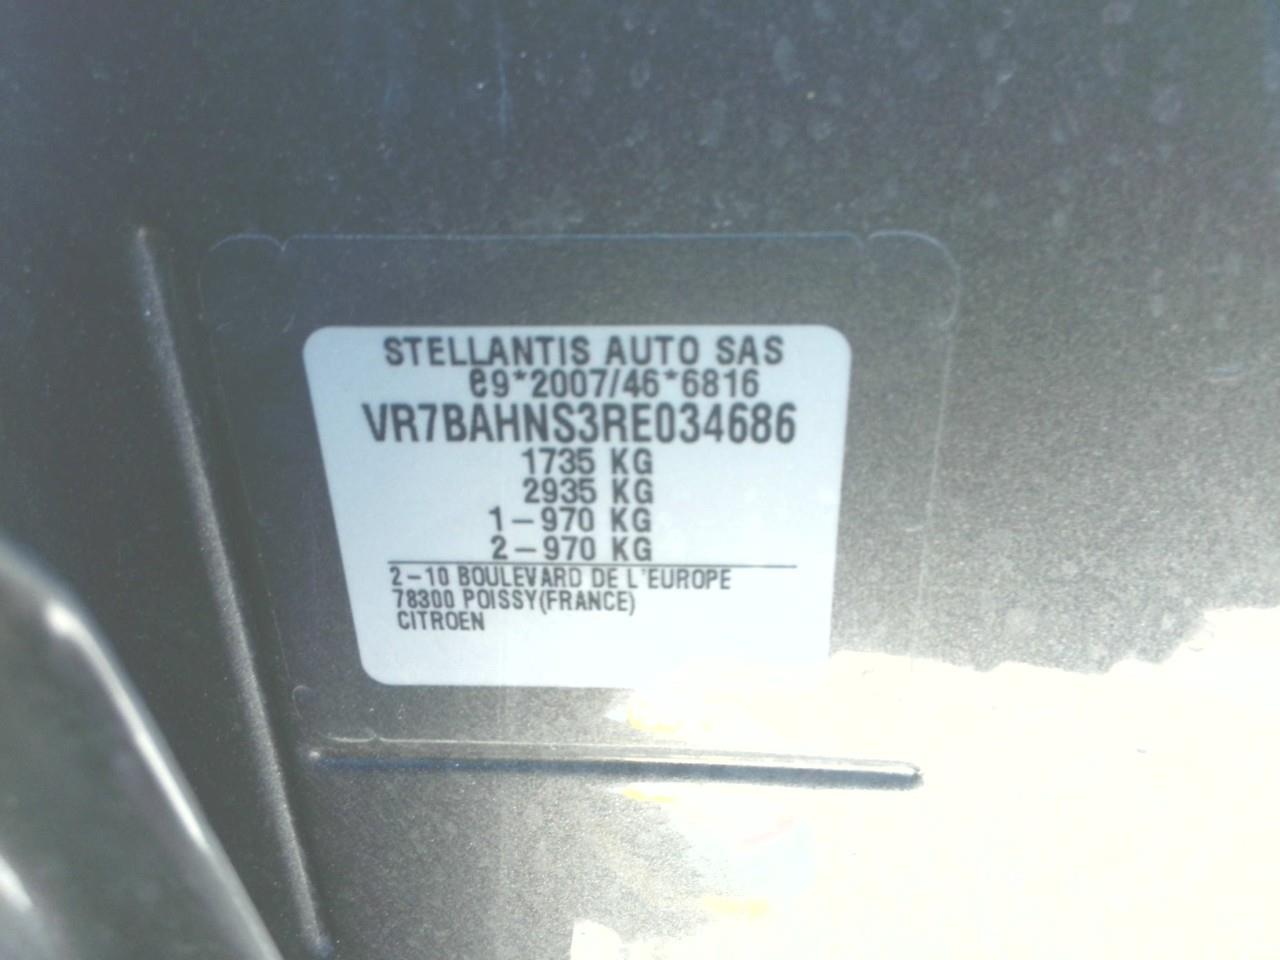 STELLANTIS AUTO SAS
e9*2007/46*6816
VR7BAHNS3RE034686
1735 KG
2935 KG
1-970 KG
2-970 KG
2-10 BOULEVARD DE L'EUROPE
78300 POISSY(FRANCE)
CITROEN